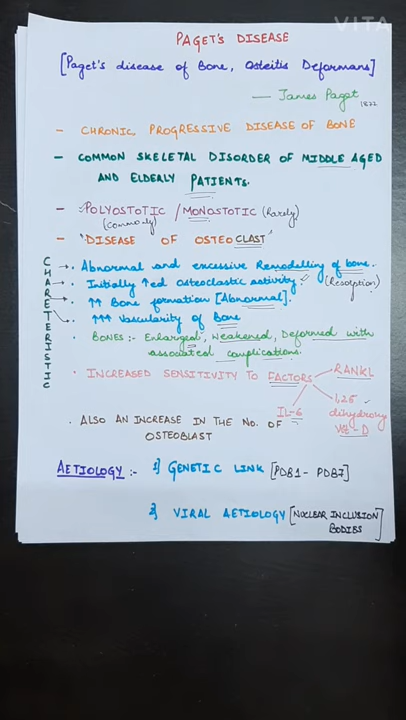 VITA
PAGET'S DISEASE
[Paget's disease of Bone, Osteitis Deformans]
— James Paget
1822
- CHRONIC, PROGRESSIVE DISEASE OF BONE
- COMMON SKELETAL DISORDER OF MIDDLE AGED
AND ELDERLY PATIENTS.
- POLYOSTOTIC / MONOSTOTIC (Rarely)
(commonly)
- 'DISEASE OF OSTEOCLAST'
CHARETERISTIC
. Abnormal and excessive Remodelling of bone.
. Initially ↑ed osteoclastic activity. (Resorption)
. ↑↑ Bone formation [Abnormal].
. ↑↑↑ Vascularity of Bone
BONES :- Enlarged, Weakened, Deformed with
associated complications.
. INCREASED SENSITIVITY TO FACTORS
RANKL
IL-6
1,25
dihydroxy
Vit-D
. ALSO AN INCREASE IN THE No. OF
OSTEOBLAST
AETIOLOGY :- 1) GENETIC LINK [PDB1 - PDB7]
2) VIRAL AETIOLOGY [NUCLEAR INCLUSION
BODIES]